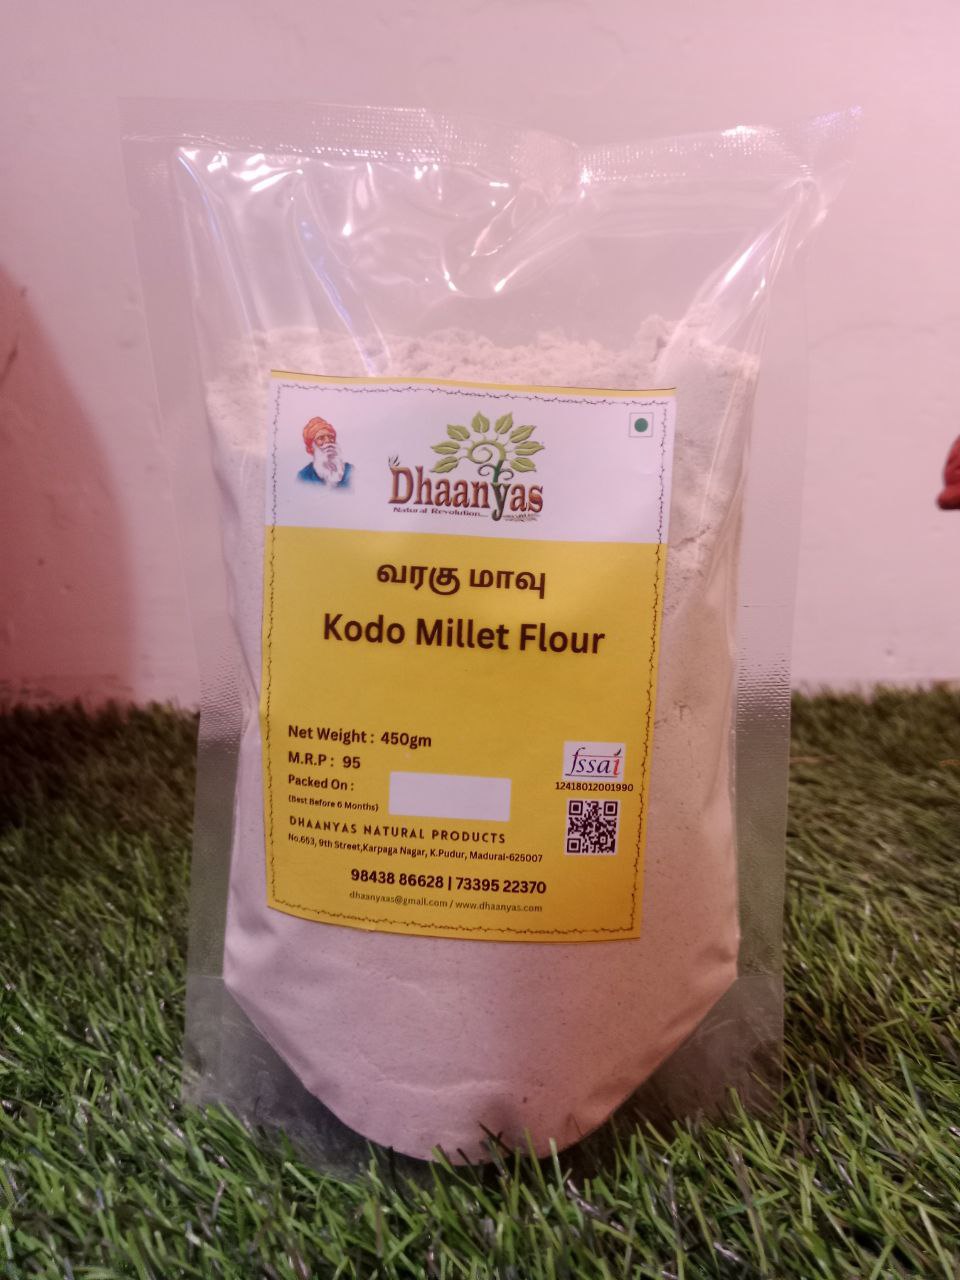 Dhaanyas
Natural Revolution....
வரகு மாவு
Kodo Millet Flour
Net Weight : 450gm
M.R.P : 95
Packed On :
(Best Before 6 Months)
fssai
12418012001990
DHAANYAS NATURAL PRODUCTS
No.653, 9th Street,Karpaga Nagar, K.Pudur, Madurai-625007
98438 86628 | 73395 22370
dhaanyaas@gmail.com / www.dhaanyas.com